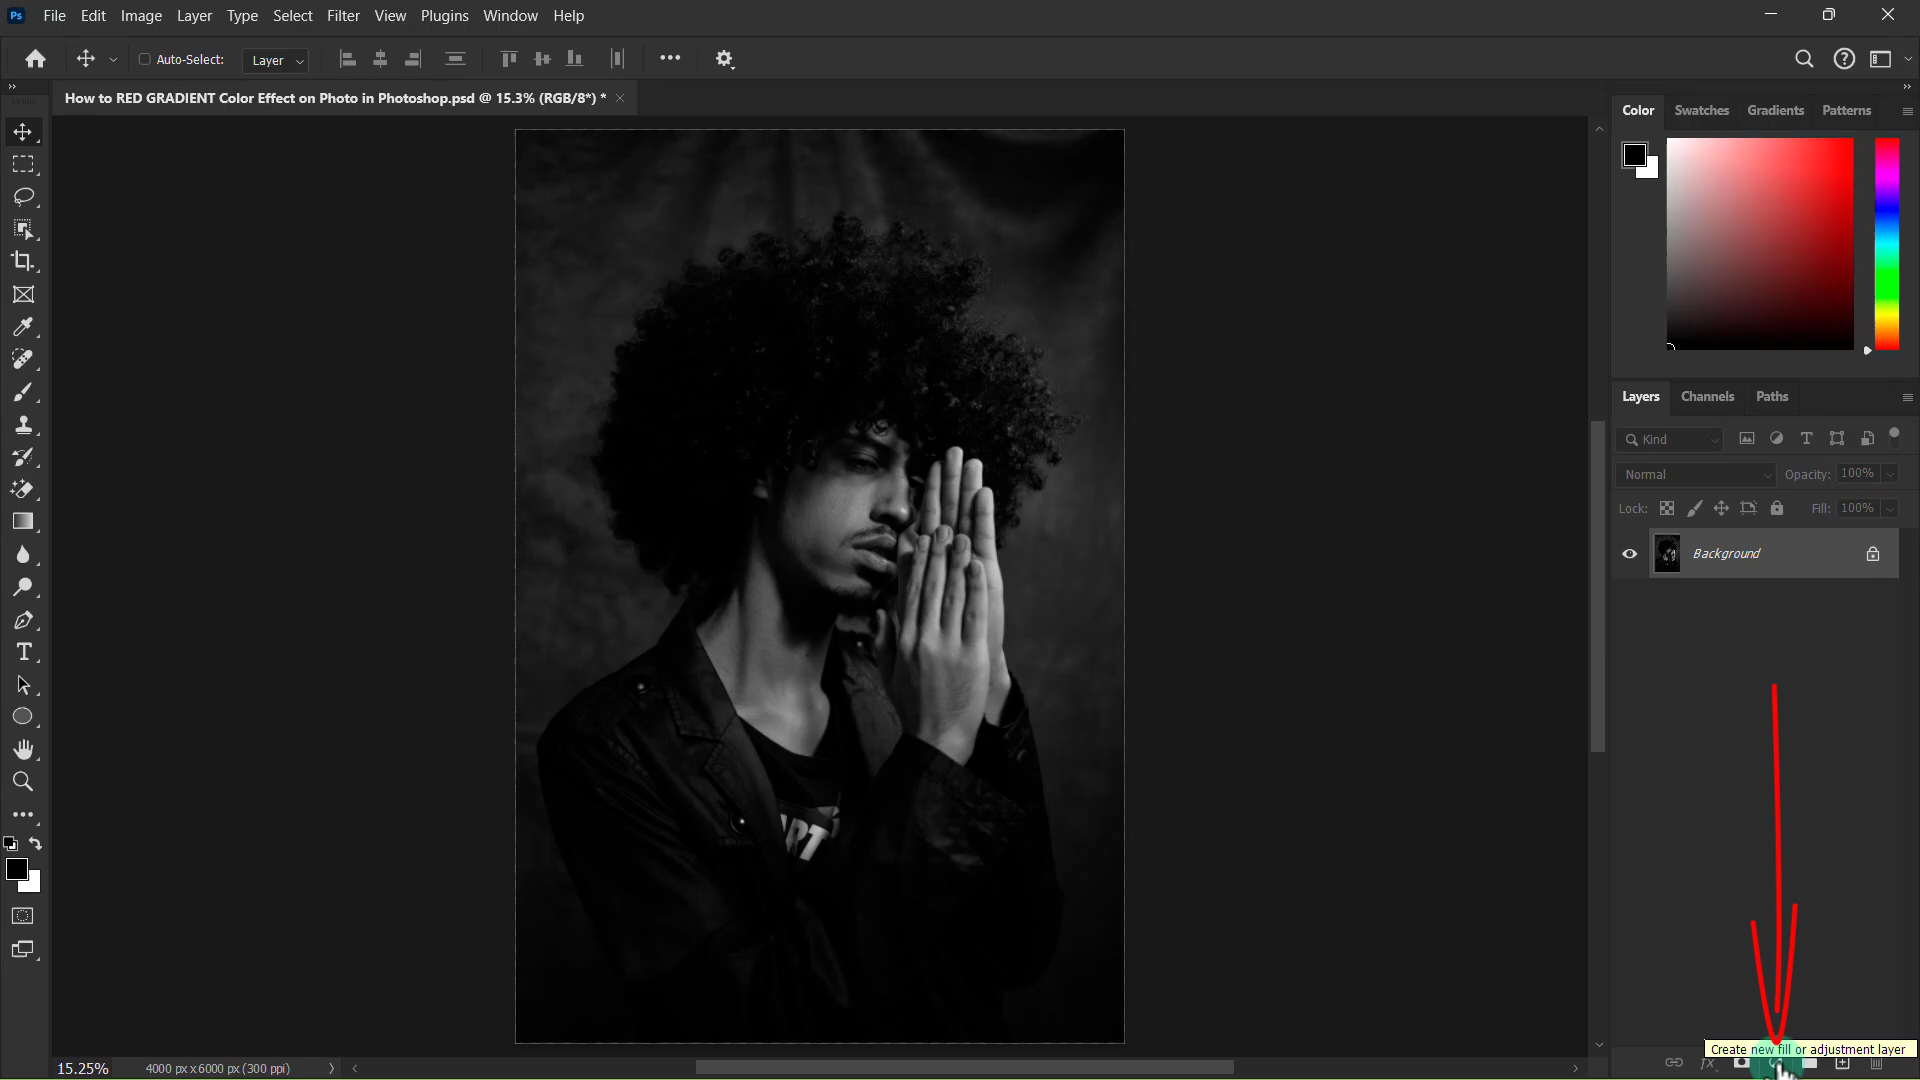 Ps File Edit Image Layer Type Select Filter View Plugins Window Help
Auto-Select: Layer
How to RED GRADIENT Color Effect on Photo in Photoshop.psd @ 15.3% (RGB/8*) *
Color Swatches Gradients Patterns
Layers Channels Paths
Kind
Normal Opacity: 100%
Lock: Fill: 100%
Background
Create new fill or adjustment layer
fx
15.25% 4000 px x 6000 px (300 ppi)